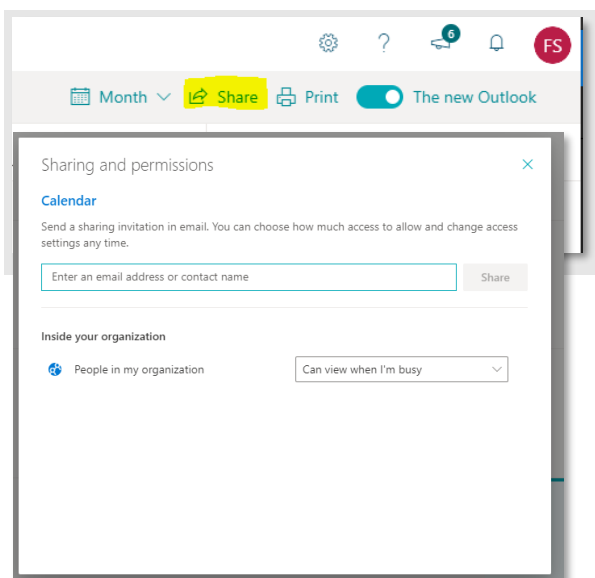 6
FS
Month Share Print The new Outlook
Sharing and permissions
Calendar
Send a sharing invitation in email. You can choose how much access to allow and change access
settings any time.
Enter an email address or contact name Share
Inside your organization
People in my organization Can view when I'm busy